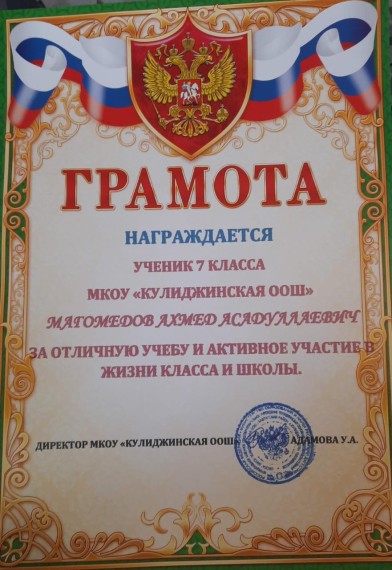 ГРАМОТА
НАГРАЖДАЕТСЯ
УЧЕНИК 7 КЛАССА
МКОУ «КУЛИДЖИНСКАЯ ООШ»
МАГОМЕДОВ АХМЕД АСАДУЛАЕВИЧ
ЗА ОТЛИЧНУЮ УЧЕБУ И АКТИВНОЕ УЧАСТИЕ В
ЖИЗНИ КЛАССА И ШКОЛЫ.
ДИРЕКТОР МКОУ «КУЛИДЖИНСКАЯ ООШ» АДАМОВА У.А.